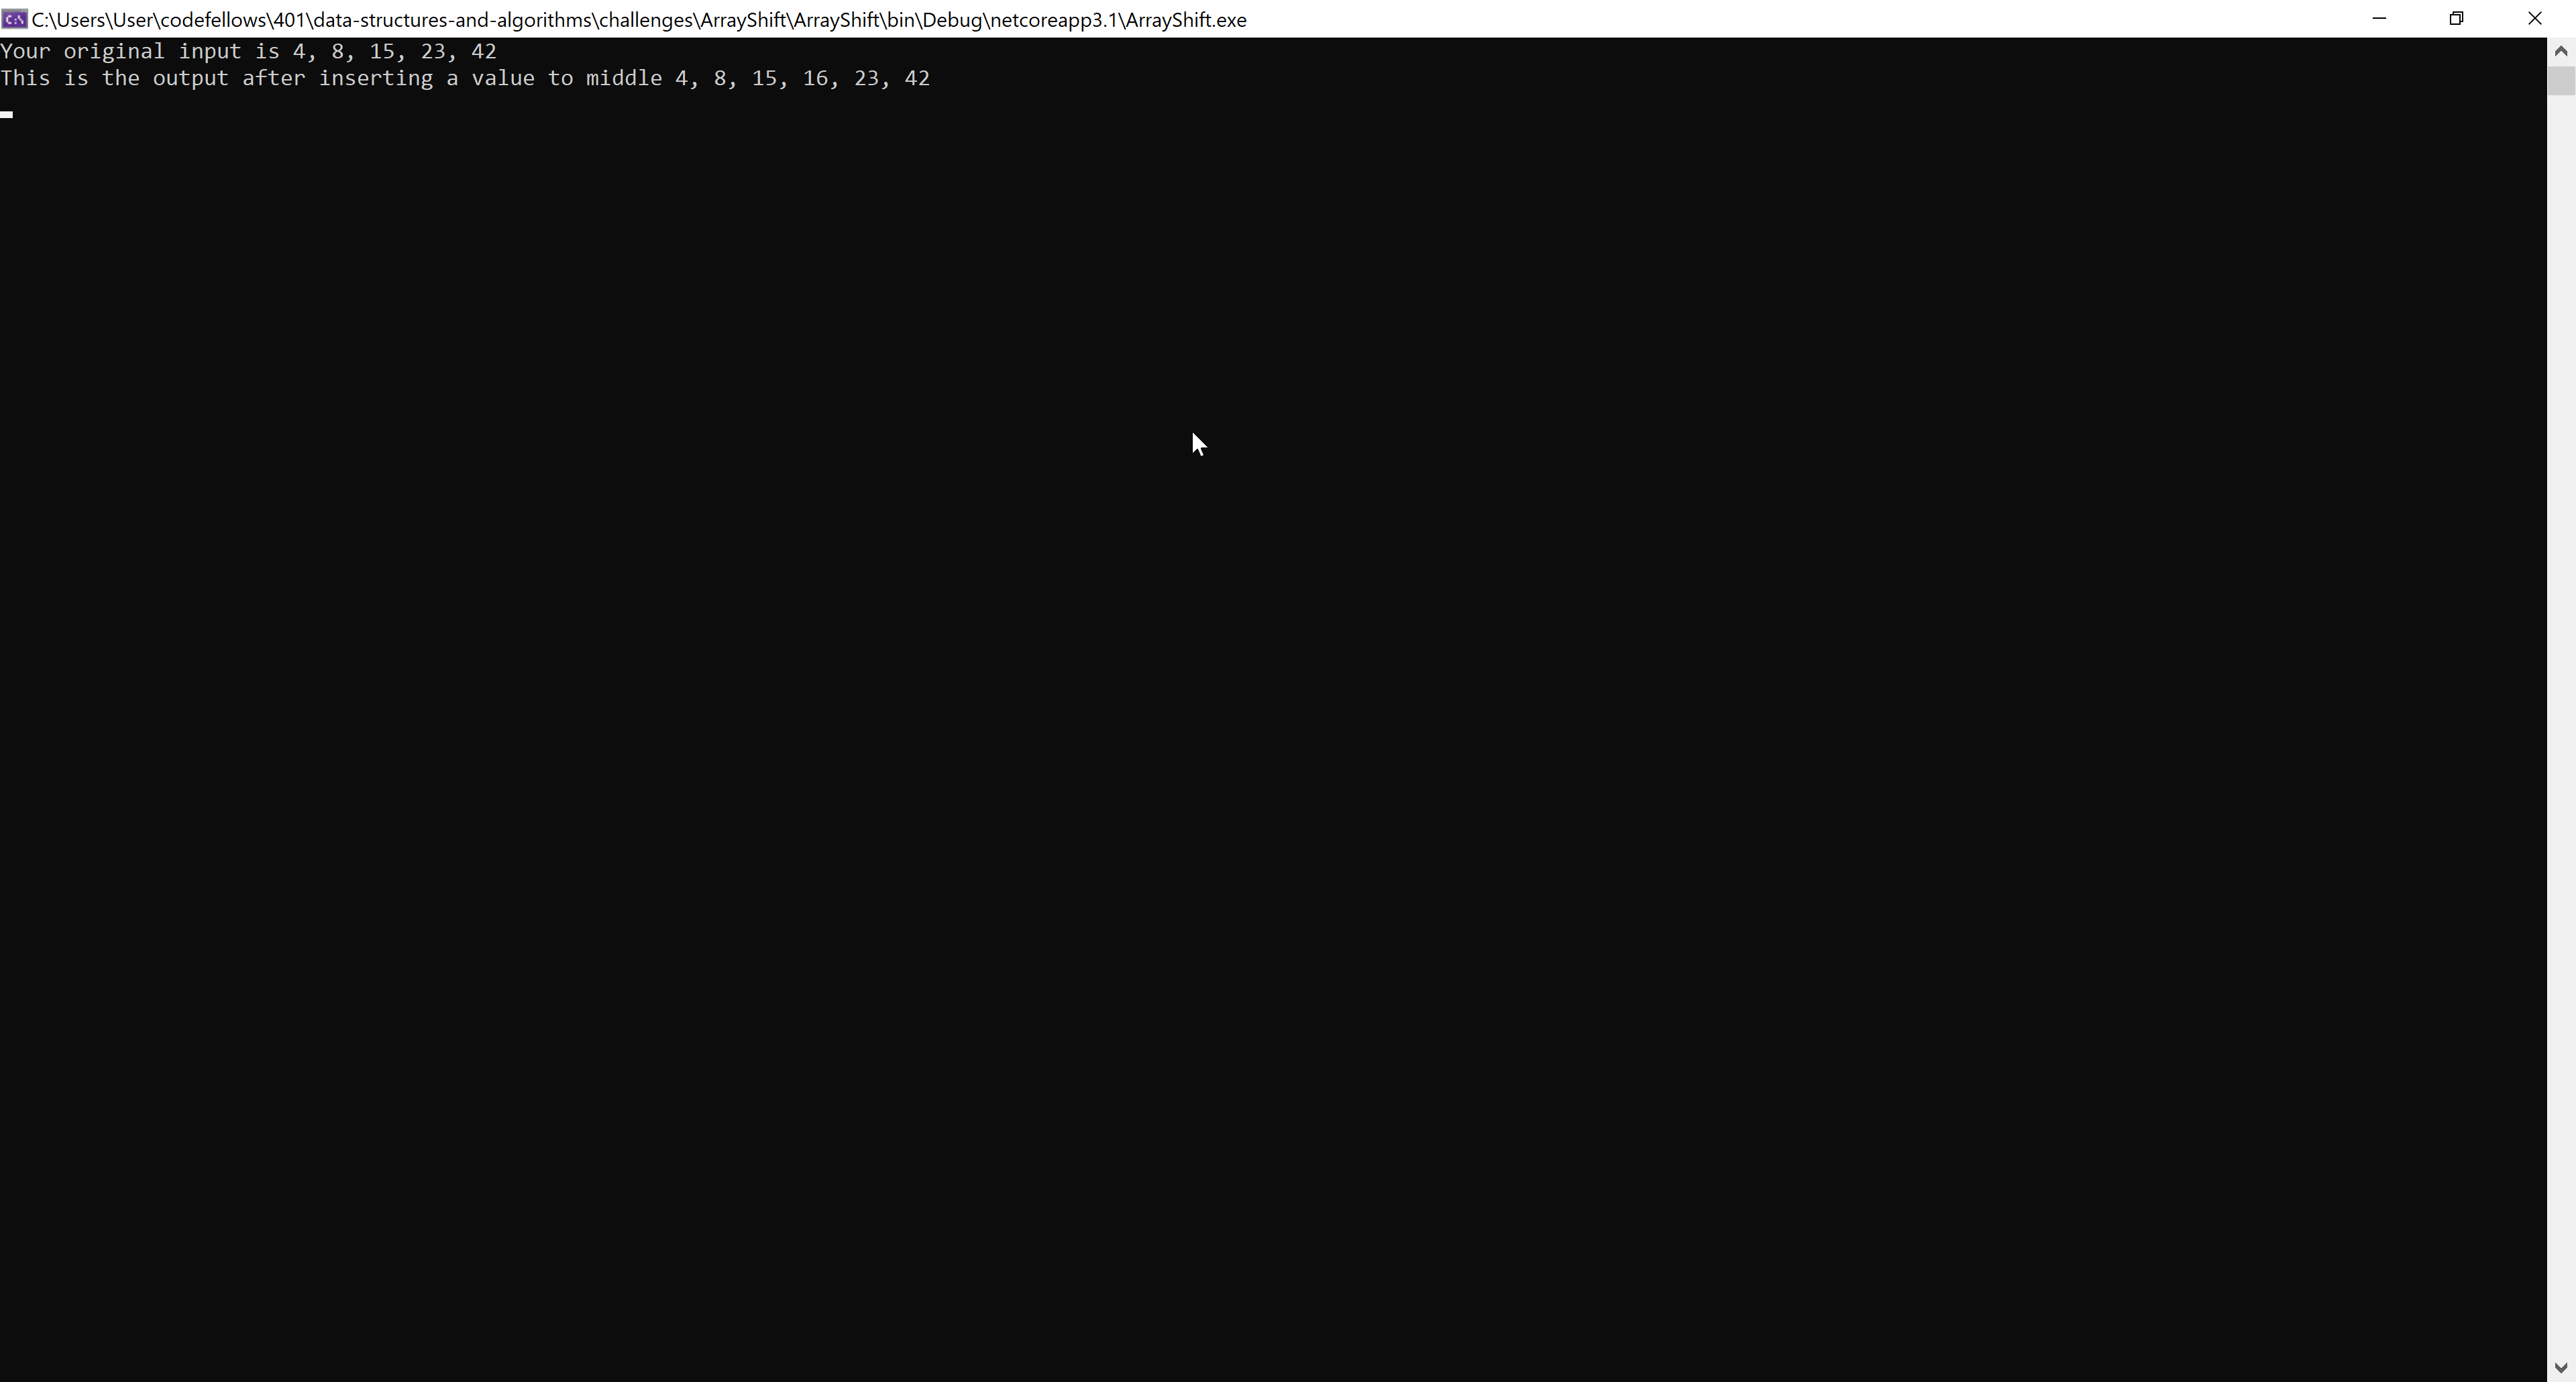 C:\Users\User\codefellows\401\data-structures-and-algorithms\challenges\ArrayShift\ArrayShift\bin\Debug\netcoreapp3.1\ArrayShift.exe
Your original input is 4, 8, 15, 23, 42
This is the output after inserting a value to middle 4, 8, 15, 16, 23, 42